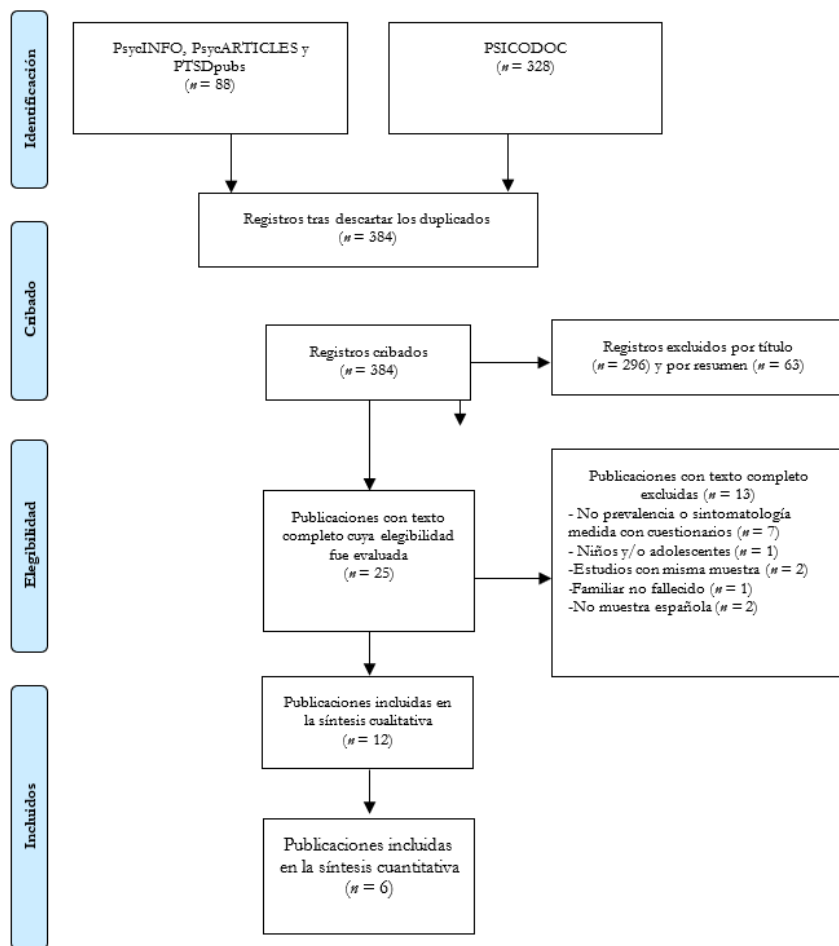 Identificación
PsycINFO, PsycARTICLES y
PTSDpubs
(n = 88)
PSICODOC
(n = 328)
Registros tras descartar los duplicados
(n = 384)
Cribado
Registros cribados
(n = 384)
Registros excluidos por título
(n = 296) y por resumen (n = 63)
Elegibilidad
Publicaciones con texto
completo cuya elegibilidad
fue evaluada
(n = 25)
Publicaciones con texto completo
excluidas (n = 13)
- No prevalencia o sintomatología
medida con cuestionarios (n = 7)
- Niños y/o adolescentes (n = 1)
-Estudios con misma muestra (n = 2)
-Familiar no fallecido (n = 1)
-No muestra española (n = 2)
Incluidos
Publicaciones incluidas en
la síntesis cualitativa
(n = 12)
Publicaciones incluidas
en la síntesis cuantitativa
(n = 6)